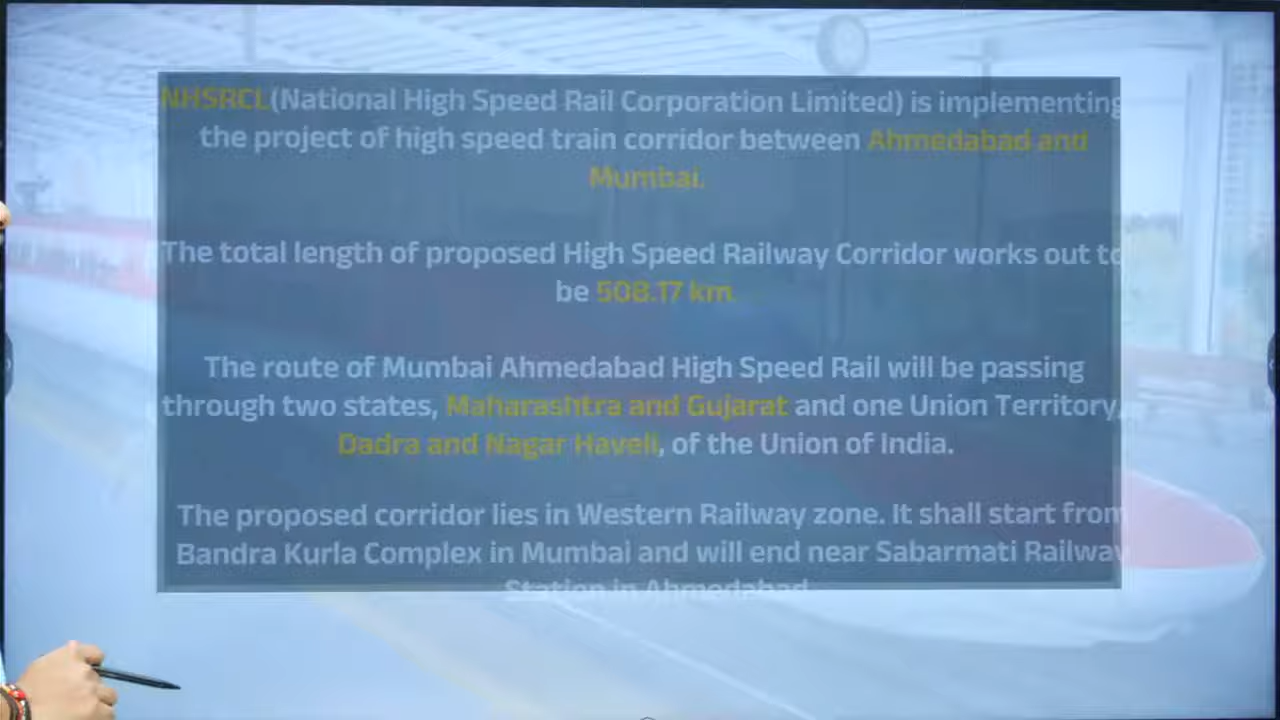 NHSRCL(National High Speed Rail Corporation Limited) is implementing
the project of high speed train corridor between Ahmedabad and
Mumbai.
The total length of proposed High Speed Railway Corridor works out to
be 508.17 km
The route of Mumbai Ahmedabad High Speed Rail will be passing
through two states, Maharashtra and Gujarat and one Union Territory,
Dadra and Nagar Haveli, of the Union of India.
The proposed corridor lies in Western Railway zone. It shall start from
Bandra Kurla Complex in Mumbai and will end near Sabarmati Railway
Station in Ahmedabad